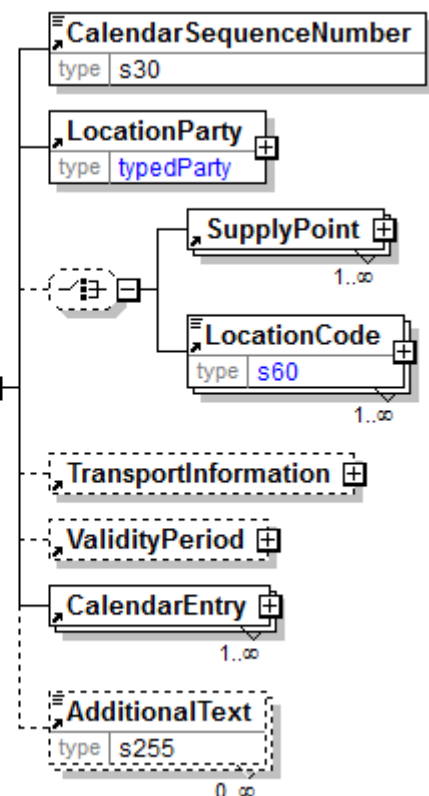 CalendarSequenceNumber
type s30
LocationParty
type typedParty
SupplyPoint
1..∞
LocationCode
type s60
1..∞
TransportInformation
ValidityPeriod
CalendarEntry
1..∞
AdditionalText
type s255
0..∞